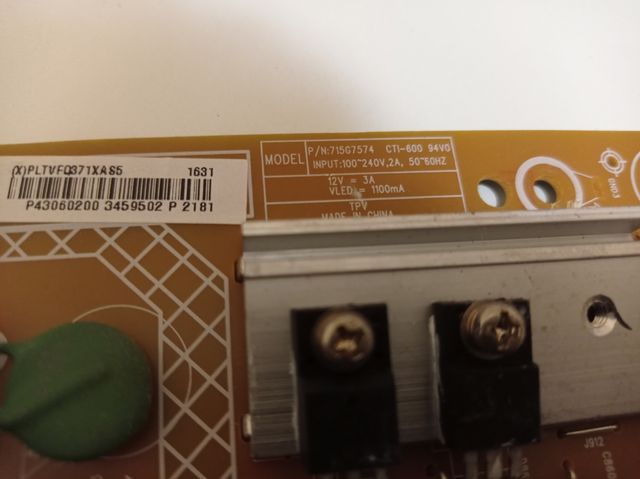 (X)PLTVFQ371XAS5 1631
P43060200 3459502 P 2181
MODEL
P/N:715G7574 CTI-600 94V0
INPUT:100~240V,2A, 50~60HZ
12V = 3A
VLED = 1100mA
TPV
MADE IN CHINA
GND3
J912